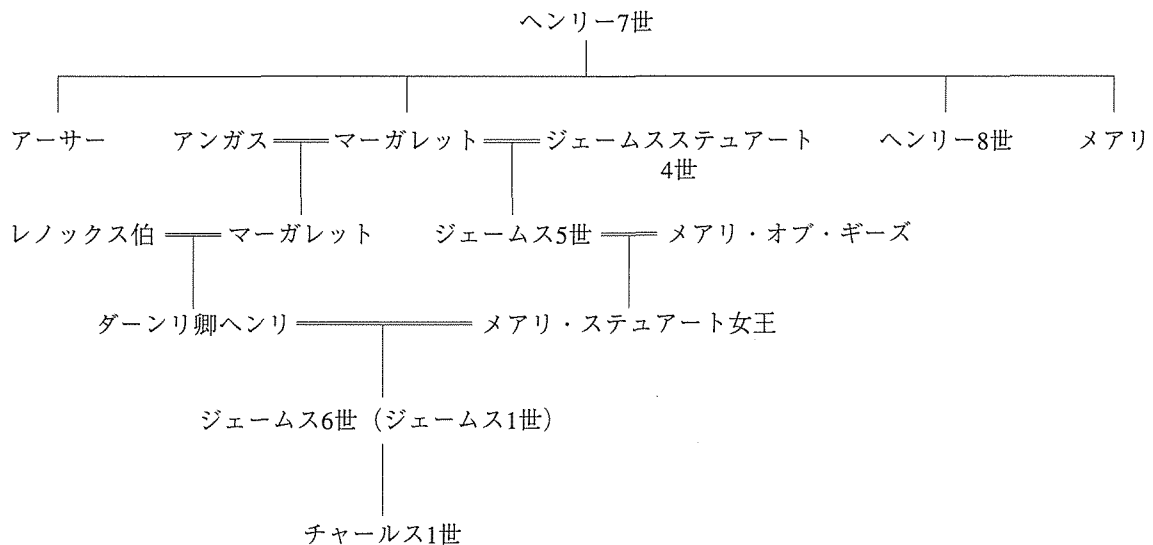 ヘンリー7世
アーサー アンガス マーガレット ジェームスステュアート ヘンリー8世 メアリ
4世
レノックス伯 マーガレット ジェームス5世 メアリ・オブ・ギーズ
ダーンリ卿ヘンリ メアリ・ステュアート女王
ジェームス6世(ジェームス1世)
チャールス1世